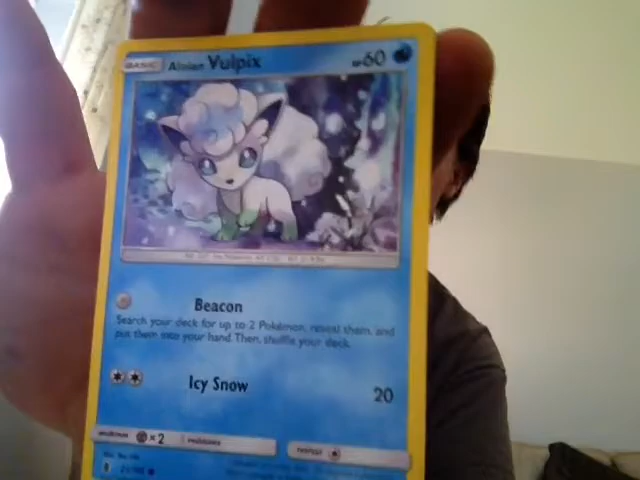 BASIC Alolan Vulpix HP60
Beacon
Search your deck for up to 2 Pokémon, reveal them, and
put them into your hand. Then, shuffle your deck.
Icy Snow 20
weakness ×2 resistance retreat